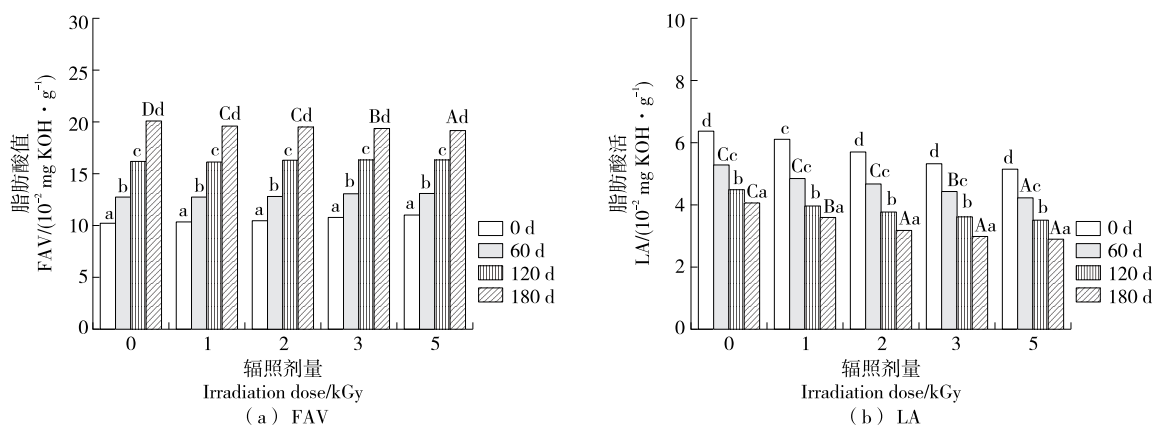 30
25
20
15
10
5
0
脂肪酸值
FAV/(10⁻² mg KOH·g⁻¹)
a b c Dd
a b c Cd
a b c Cd
a b c Bd
a b c Ad
0 1 2 3 5
辐照剂量
Irradiation dose/kGy
(a) FAV
0 d
60 d
120 d
180 d
10
8
6
4
2
0
脂肪酸活
LA/(10⁻² mg KOH·g⁻¹)
d Cc b Ca
c Cc b Ba
d Cc b Aa
d Bc b Aa
d Ac b Aa
0 1 2 3 5
辐照剂量
Irradiation dose/kGy
(b) LA
0 d
60 d
120 d
180 d